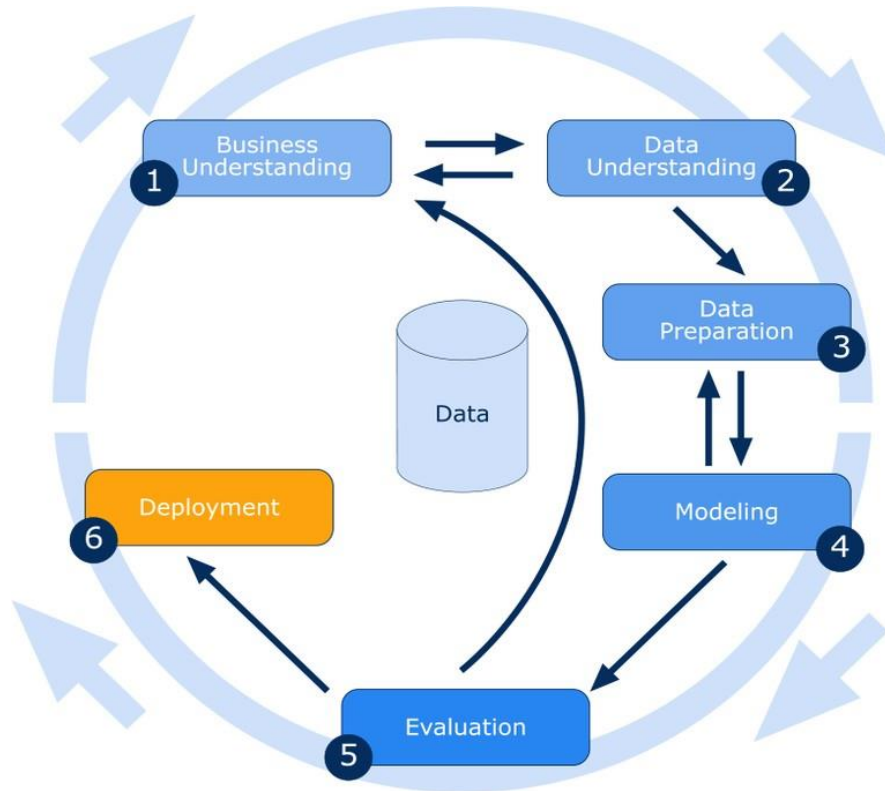 Business
Understanding
1
Data
Understanding
2
Data
Preparation
3
Data
Modeling
4
Deployment
6
Evaluation
5